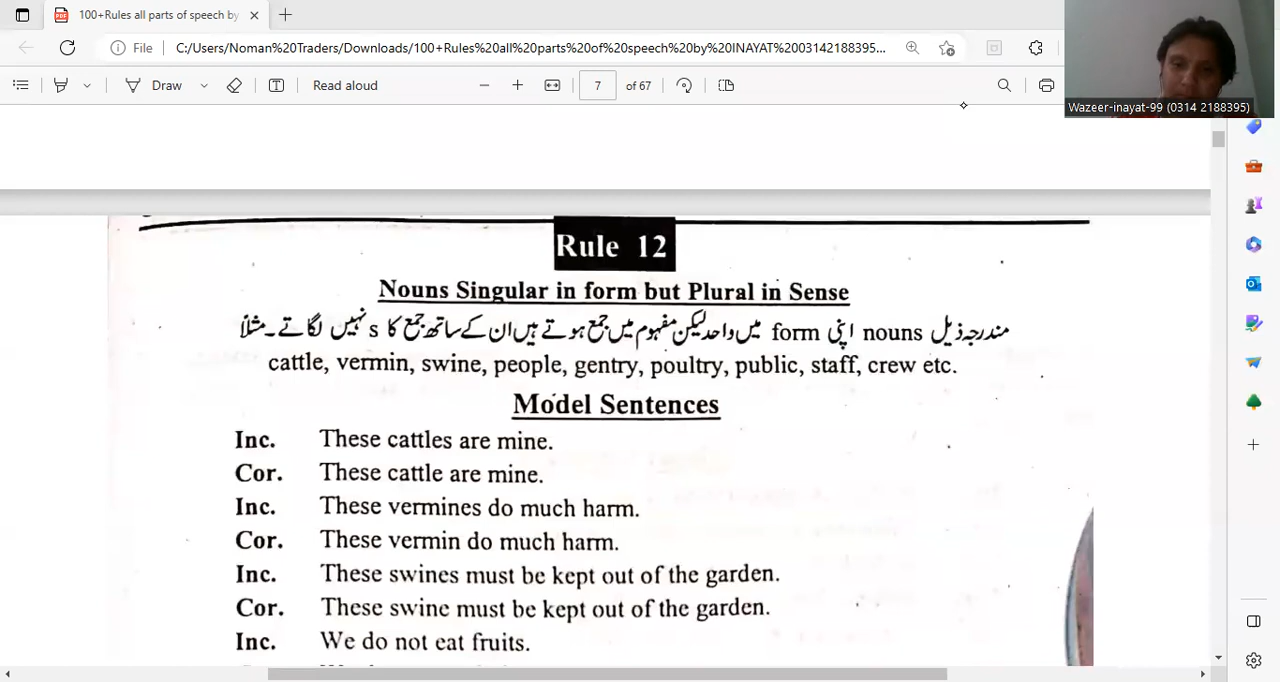 100+Rules all parts of speech by
File
C:/Users/Noman%20Traders/Downloads/100+Rules%20all%20parts%20of%20speech%20by%20INAYAT%2003142188395...
Draw
Read aloud
7 of 67
Wazeer-inayat-99 (0314 2188395)
Rule 12
Nouns Singular in form but Plural in Sense
مندرجہ ذیل nouns اپنی form میں واحد لیکن مفہوم میں جمع ہوتے ہیں ان کے ساتھ جمع کا s نہیں لگاتے۔ مثلاً
cattle, vermin, swine, people, gentry, poultry, public, staff, crew etc.
Model Sentences
Inc. These cattles are mine.
Cor. These cattle are mine.
Inc. These vermines do much harm.
Cor. These vermin do much harm.
Inc. These swines must be kept out of the garden.
Cor. These swine must be kept out of the garden.
Inc. We do not eat fruits.